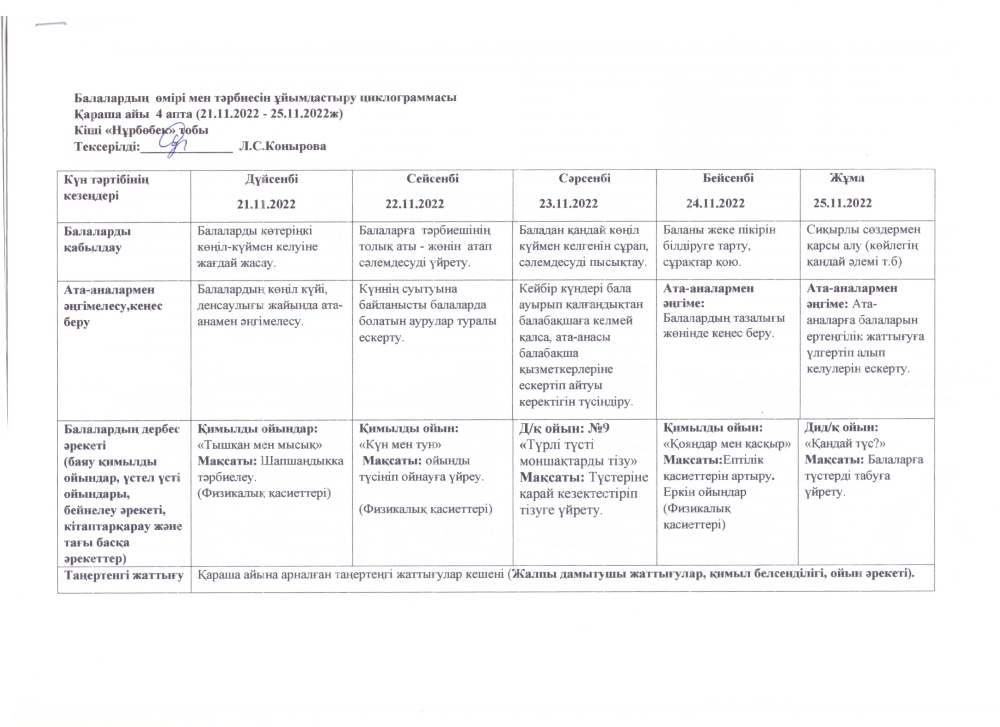 Балалардың өмірі мен тәрбиесін ұйымдастыру циклограммасы
Қараша айы 4 апта (21.11.2022 - 25.11.2022ж)
Кіші «Нұрбөбек» тобы
Тексерілді:______________ Л.С.Конырова
Күн тәртібінің
кезеңдері
Дүйсенбі
21.11.2022
Сейсенбі
22.11.2022
Сәрсенбі
23.11.2022
Бейсенбі
24.11.2022
Жұма
25.11.2022
Балаларды
қабылдау
Балаларды көтеріңкі
көңіл-күймен келуіне
жағдай жасау.
Балаларға тәрбиешінің
толық аты - жөнін атап
сәлемдесуді үйрету.
Баладан қандай көңіл
күймен келгенін сұрап,
сәлемдесуді пысықтау.
Баланы жеке пікірін
білдіруге тарту,
сұрақтар қою.
Сиқырлы сөздермен
қарсы алу (көйлегің
қандай әдемі т.б)
Ата-аналармен
әңгімелесу,кеңес
беру
Балалардың көңіл күйі,
денсаулығы жайында ата-
анамен әңгімелесу.
Күннің суытуына
байланысты балаларда
болатын аурулар туралы
ескерту.
Кейбір күндері бала
ауырып қалғандықтан
балабақшаға келмей
қалса, ата-анасы
балабақша
қызметкерлеріне
ескертіп айтуы
керектігін түсіндіру.
Ата-аналармен
әңгіме:
Балалардың тазалығы
жөнінде кеңес беру.
Ата-аналармен
әңгіме: Ата-
аналарға балаларын
ертеңгілік жаттығуға
үлгертіп алып
келулерін ескерту.
Балалардың дербес
әрекеті
(баяу қимылды
ойындар, үстел үсті
ойындары,
бейнелеу әрекеті,
кітаптарқарау және
тағы басқа
әрекеттер)
Қимылды ойындар:
«Тышқан мен мысық»
Мақсаты: Шапшаңдыққа
тәрбиелеу.
(Физикалық қасиеттері)
Қимылды ойын:
«Күн мен тун»
Мақсаты: ойынды
түсініп ойнауға үйреу.
(Физикалық қасиеттері)
Д/қ ойын: №9
«Түрлі түсті
моншақтарды тізу»
Мақсаты: Түстеріне
қарай кезектестіріп
тізуге үйрету.
Қимылды ойын:
«Қояндар мен қасқыр»
Максаты:Ептілік
қасиеттерін артыру.
Еркін ойындар
(Физикалық
қасиеттері)
Дид/қ ойын:
«Қандай түс?»
Мақсаты: Балаларға
түстерді табуға
үйрету.
Таңертенгі жаттығу
Қараша айына арналған таңертеңгі жаттығулар кешені (Жалпы дамытушы жаттығулар, қимыл белсенділігі, ойын әрекеті).